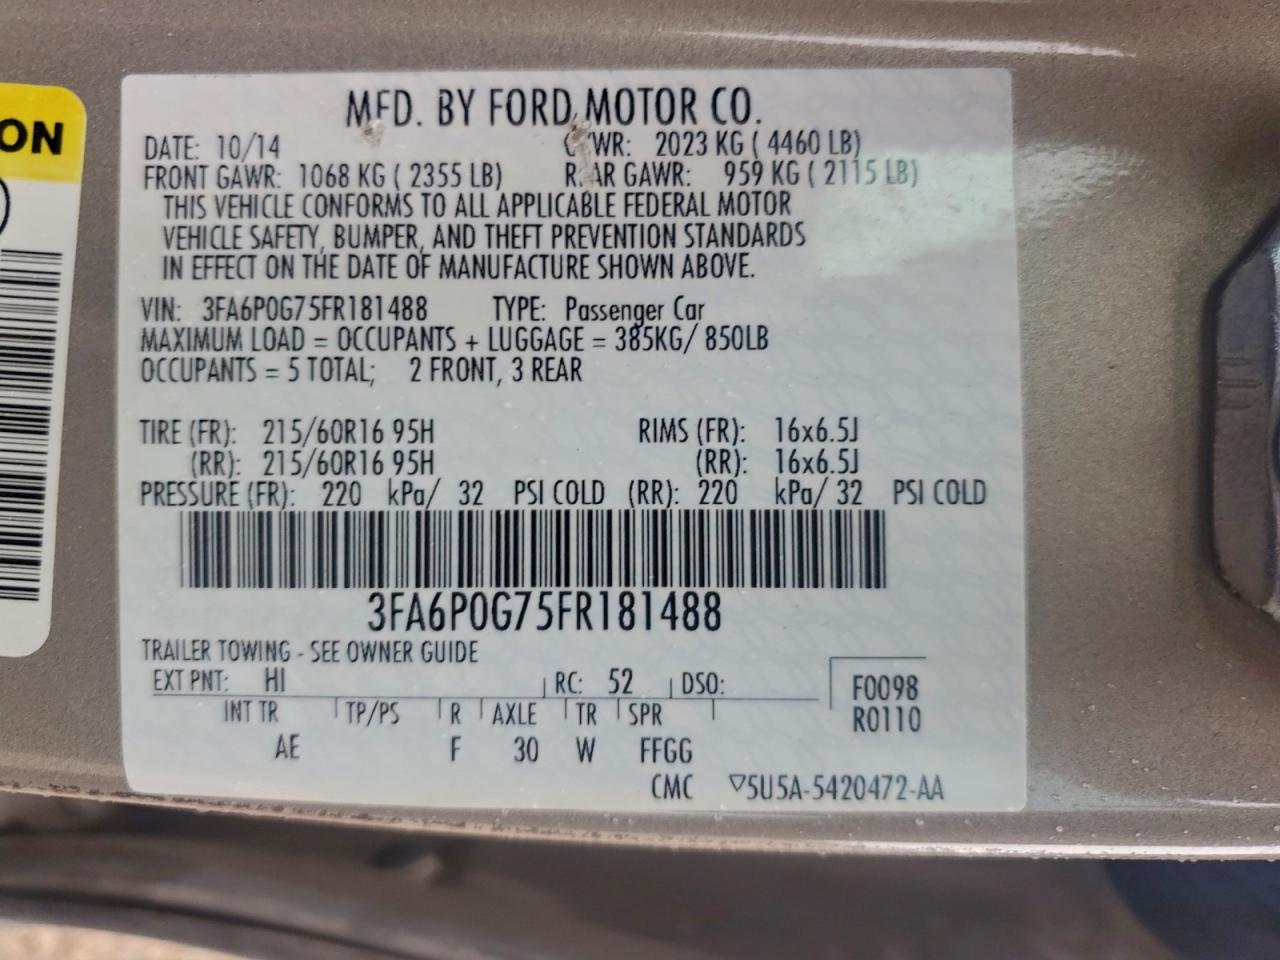 ON
MFD. BY FORD MOTOR CO.
DATE: 10/14 WR: 2023 KG ( 4460 LB)
FRONT GAWR: 1068 KG ( 2355 LB) GAWR: 959 KG ( 2115 LB)
THIS VEHICLE CONFORMS TO ALL APPLICABLE FEDERAL MOTOR
VEHICLE SAFETY, BUMPER, AND THEFT PREVENTION STANDARDS
IN EFFECT ON THE DATE OF MANUFACTURE SHOWN ABOVE.
VIN: 3FA6P0G75FR181488 TYPE: Passenger Car
MAXIMUM LOAD = OCCUPANTS + LUGGAGE = 385KG/ 850LB
OCCUPANTS = 5 TOTAL; 2 FRONT, 3 REAR
TIRE (FR): 215/60R16 95H RIMS (FR): 16x6.5J
(RR): 215/60R16 95H (RR): 16x6.5J
PRESSURE (FR): 220 kPa/ 32 PSI COLD (RR): 220 kPa/ 32 PSI COLD
3FA6P0G75FR181488
TRAILER TOWING - SEE OWNER GUIDE
EXT PNT: HI RC: 52 DSO: F0098
INT TR TP/PS R AXLE TR SPR R0110
AE F 30 W FFGG
CMC ▽5U5A-5420472-AA